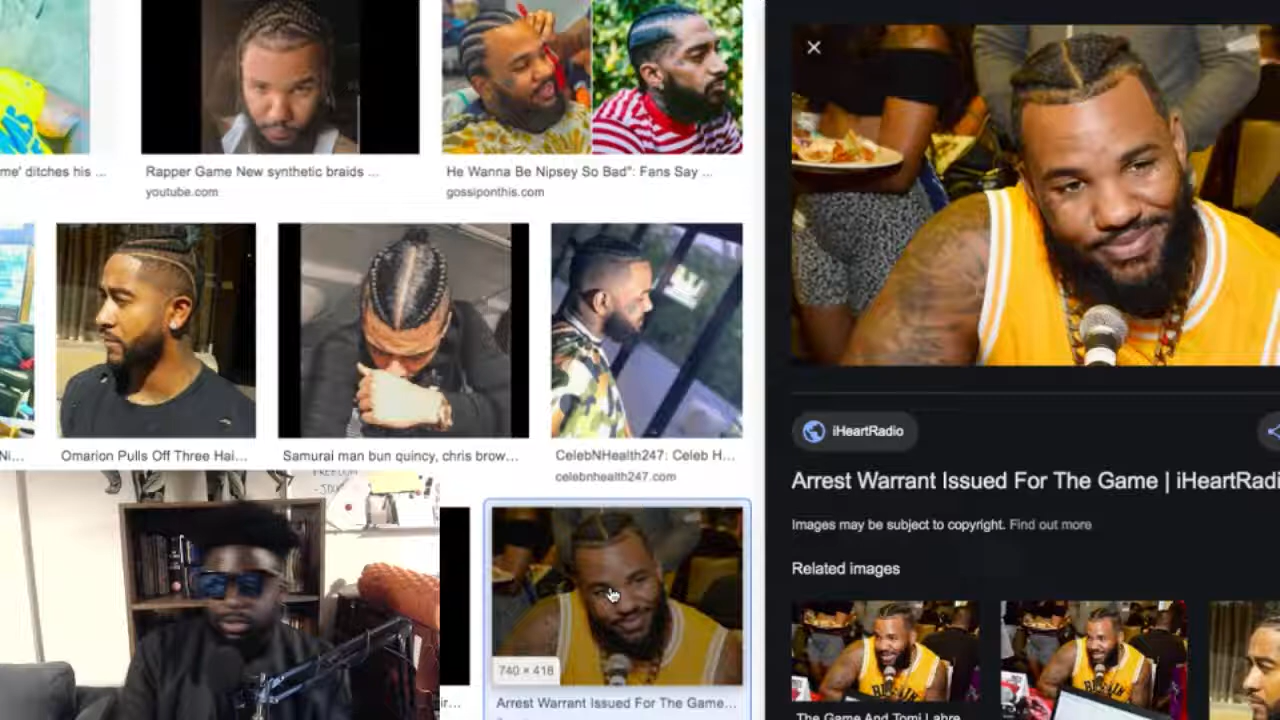 me' ditches his ...
Rapper Game New synthetic braids ...
youtube.com
He Wanna Be Nipsey So Bad": Fans Say ...
gossiponthis.com
Ni...
Omarion Pulls Off Three Hai...
Samurai man bun quincy, chris brow...
CelebNHealth247: Celeb H...
celebnhealth247.com
FREEDOM
740 × 418
r...
Arrest Warrant Issued For The Game...
iHeartRadio
Arrest Warrant Issued For The Game | iHeartRadi
Images may be subject to copyright. Find out more
Related images
The Game And Tomi Lahre